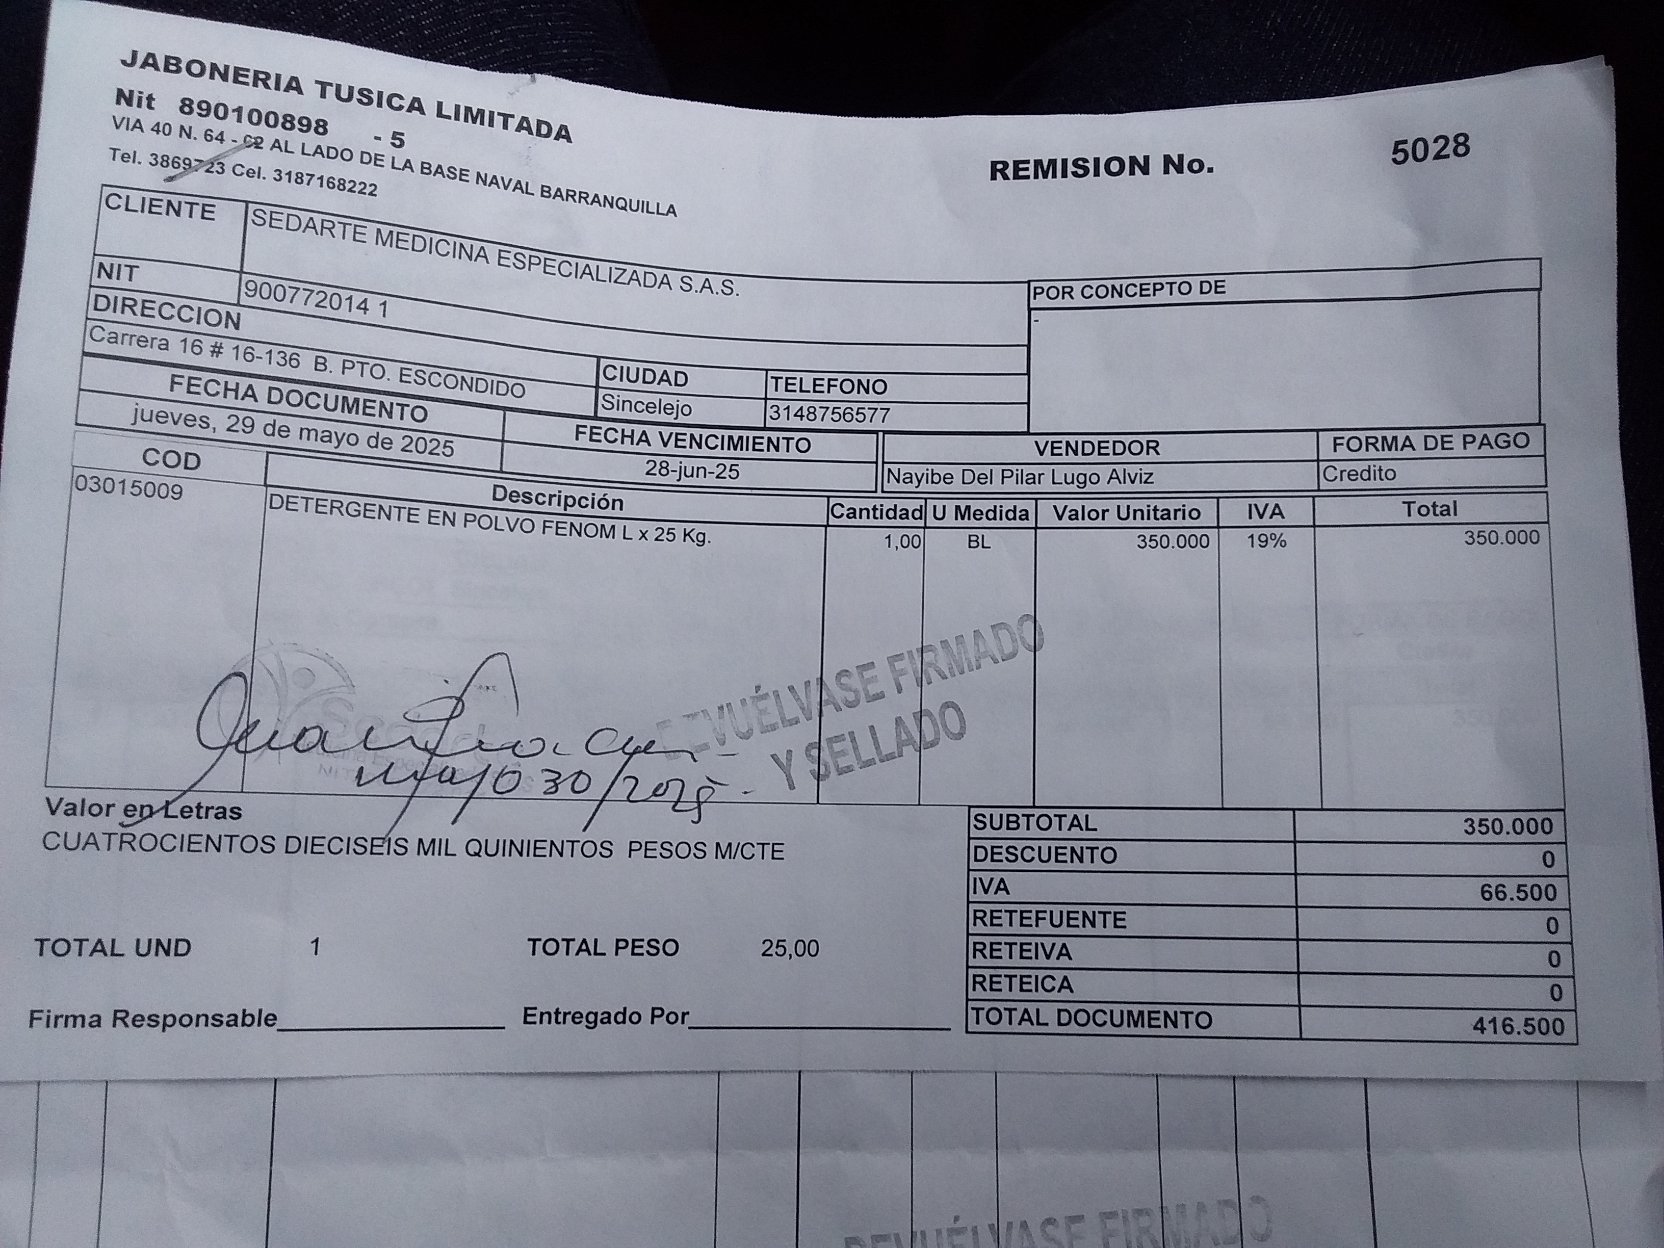 JABONERIA TUSICA LIMITADA
Nit 890100898 - 5
VIA 40 N. 64 - AL LADO DE LA BASE NAVAL BARRANQUILLA
Tel. 3869723 Cel. 3187168222
REMISION No. 5028
CLIENTE SEDARTE MEDICINA ESPECIALIZADA S.A.S.
NIT 900772014 1
POR CONCEPTO DE
-
DIRECCION
Carrera 16 # 16-136 B. PTO. ESCONDIDO
CIUDAD TELEFONO
Sincelejo 3148756577
FECHA DOCUMENTO FECHA VENCIMIENTO VENDEDOR FORMA DE PAGO
jueves, 29 de mayo de 2025 28-jun-25 Nayibe Del Pilar Lugo Alviz Credito
COD Descripción Cantidad U Medida Valor Unitario IVA Total
03015009 DETERGENTE EN POLVO FENOM L x 25 Kg. 1,00 BL 350.000 19% 350.000
REVUÉLVASE FIRMADO
Y SELLADO
mayo 30/2025-
Valor en Letras
CUATROCIENTOS DIECISEIS MIL QUINIENTOS PESOS M/CTE
SUBTOTAL 350.000
DESCUENTO 0
IVA 66.500
RETEFUENTE 0
RETEIVA 0
RETEICA 0
TOTAL DOCUMENTO 416.500
TOTAL UND 1 TOTAL PESO 25,00
Firma Responsable Entregado Por
REVUÉLVASE FIRMADO